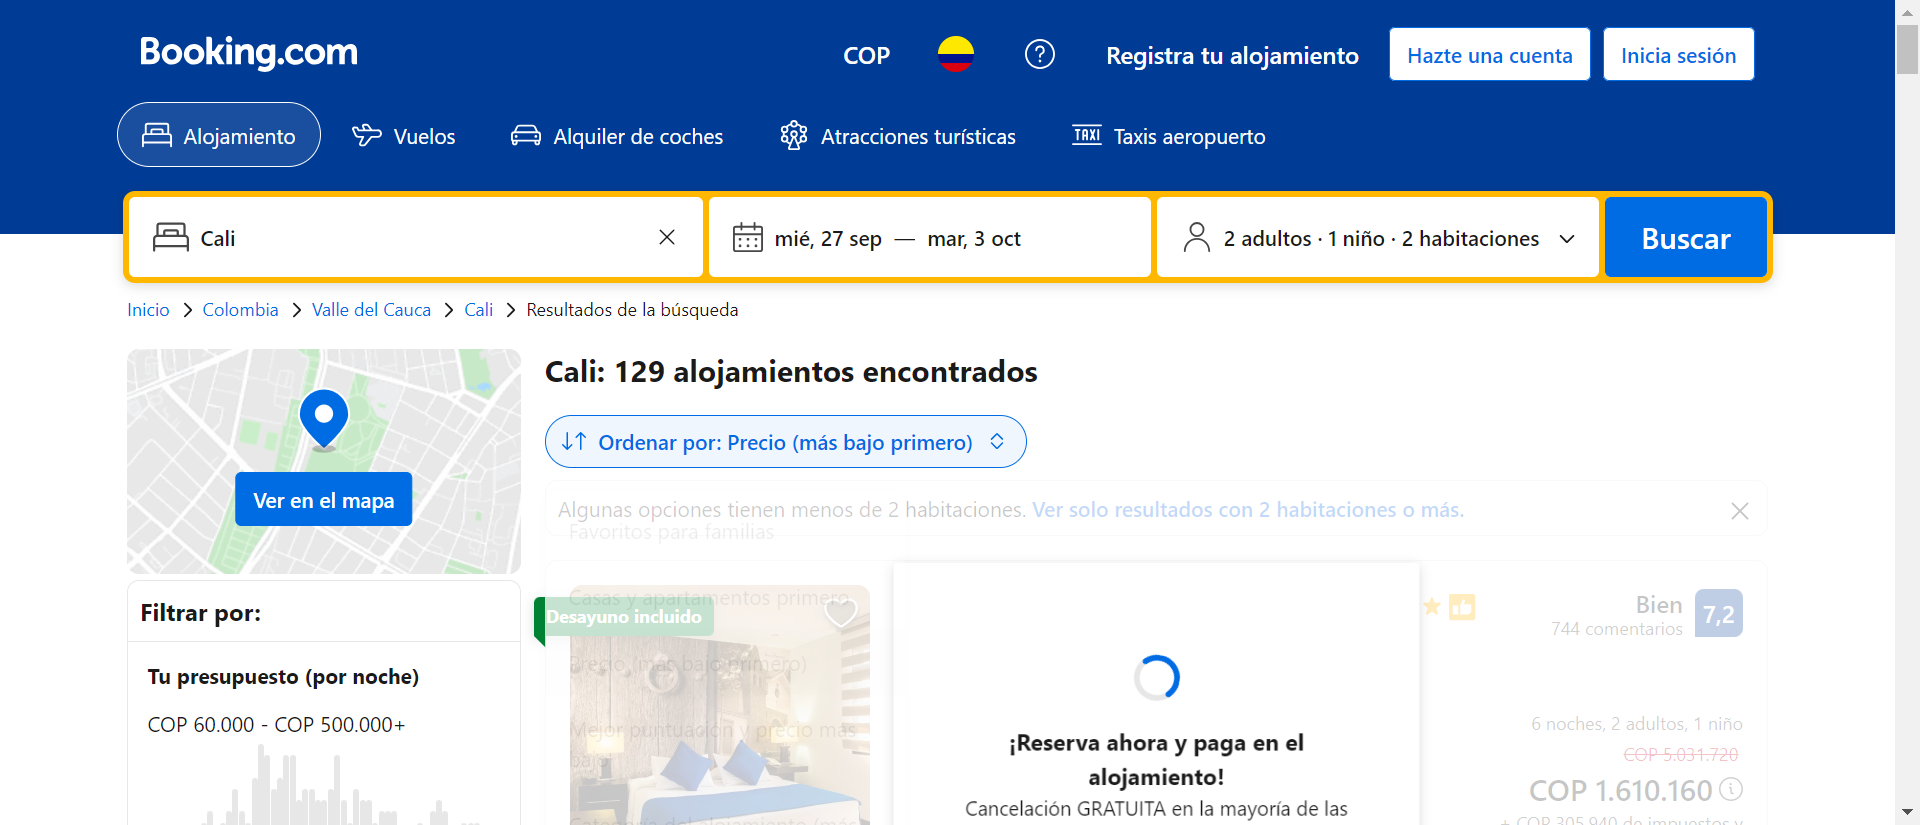 Booking.com
COP
Registra tu alojamiento
Hazte una cuenta
Inicia sesión
Alojamiento
Vuelos
Alquiler de coches
Atracciones turísticas
TAXI
Taxis aeropuerto
Cali
mié, 27 sep — mar, 3 oct
2 adultos · 1 niño · 2 habitaciones
Buscar
Inicio > Colombia > Valle del Cauca > Cali > Resultados de la búsqueda
Ver en el mapa
Filtrar por:
Tu presupuesto (por noche)
COP 60.000 - COP 500.000+
Cali: 129 alojamientos encontrados
Ordenar por: Precio (más bajo primero)
Algunas opciones tienen menos de 2 habitaciones. Ver solo resultados con 2 habitaciones o más.
Favoritos para familias
Casas y apartamentos primero
Desayuno incluido
Precio (más bajo primero)
Mejor puntuación y precio más
bajo
Categoría del alojamiento (más
¡Reserva ahora y paga en el
alojamiento!
Cancelación GRATUITA en la mayoría de las
Bien
744 comentarios
7,2
6 noches, 2 adultos, 1 niño
COP 5.031.720
COP 1.610.160
+ COP 305.940 de impuestos y